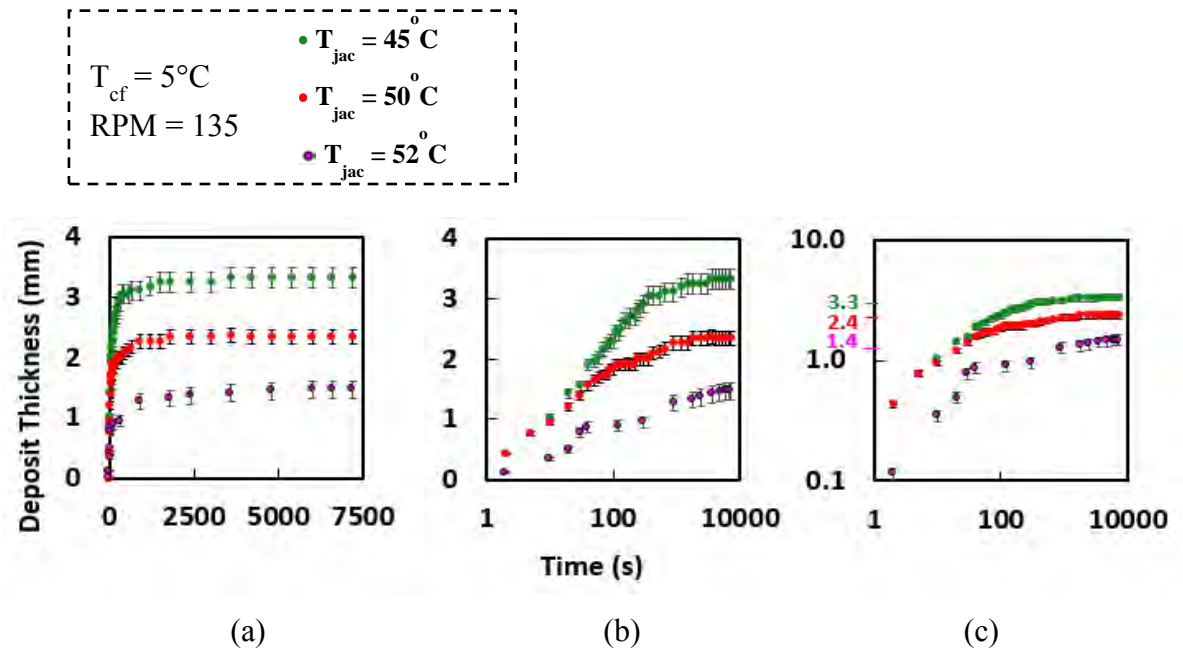 T_cf = 5°C
RPM = 135
T_jac = 45°C
T_jac = 50°C
T_jac = 52°C
Deposit Thickness (mm)
4
3
2
1
0
0 2500 5000 7500
4
3
2
1
0
1 100 10000
10.0
3.3
2.4
1.4
1.0
0.1
1 100 10000
Time (s)
(a) (b) (c)